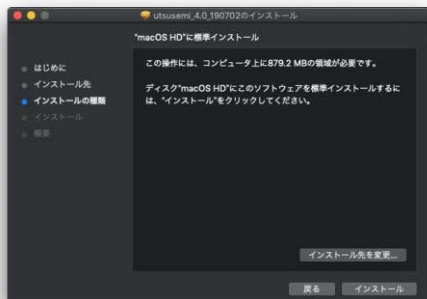 utsusemi_4.0_190702のインストール
"macOS HD"に標準インストール
はじめに
インストール先
インストールの種類
インストール
概要
この操作には、コンピュータ上に879.2 MBの領域が必要です。
ディスク"macOS HD"にこのソフトウェアを標準インストールするに
は、"インストール"をクリックしてください。
インストール先を変更...
戻る
インストール